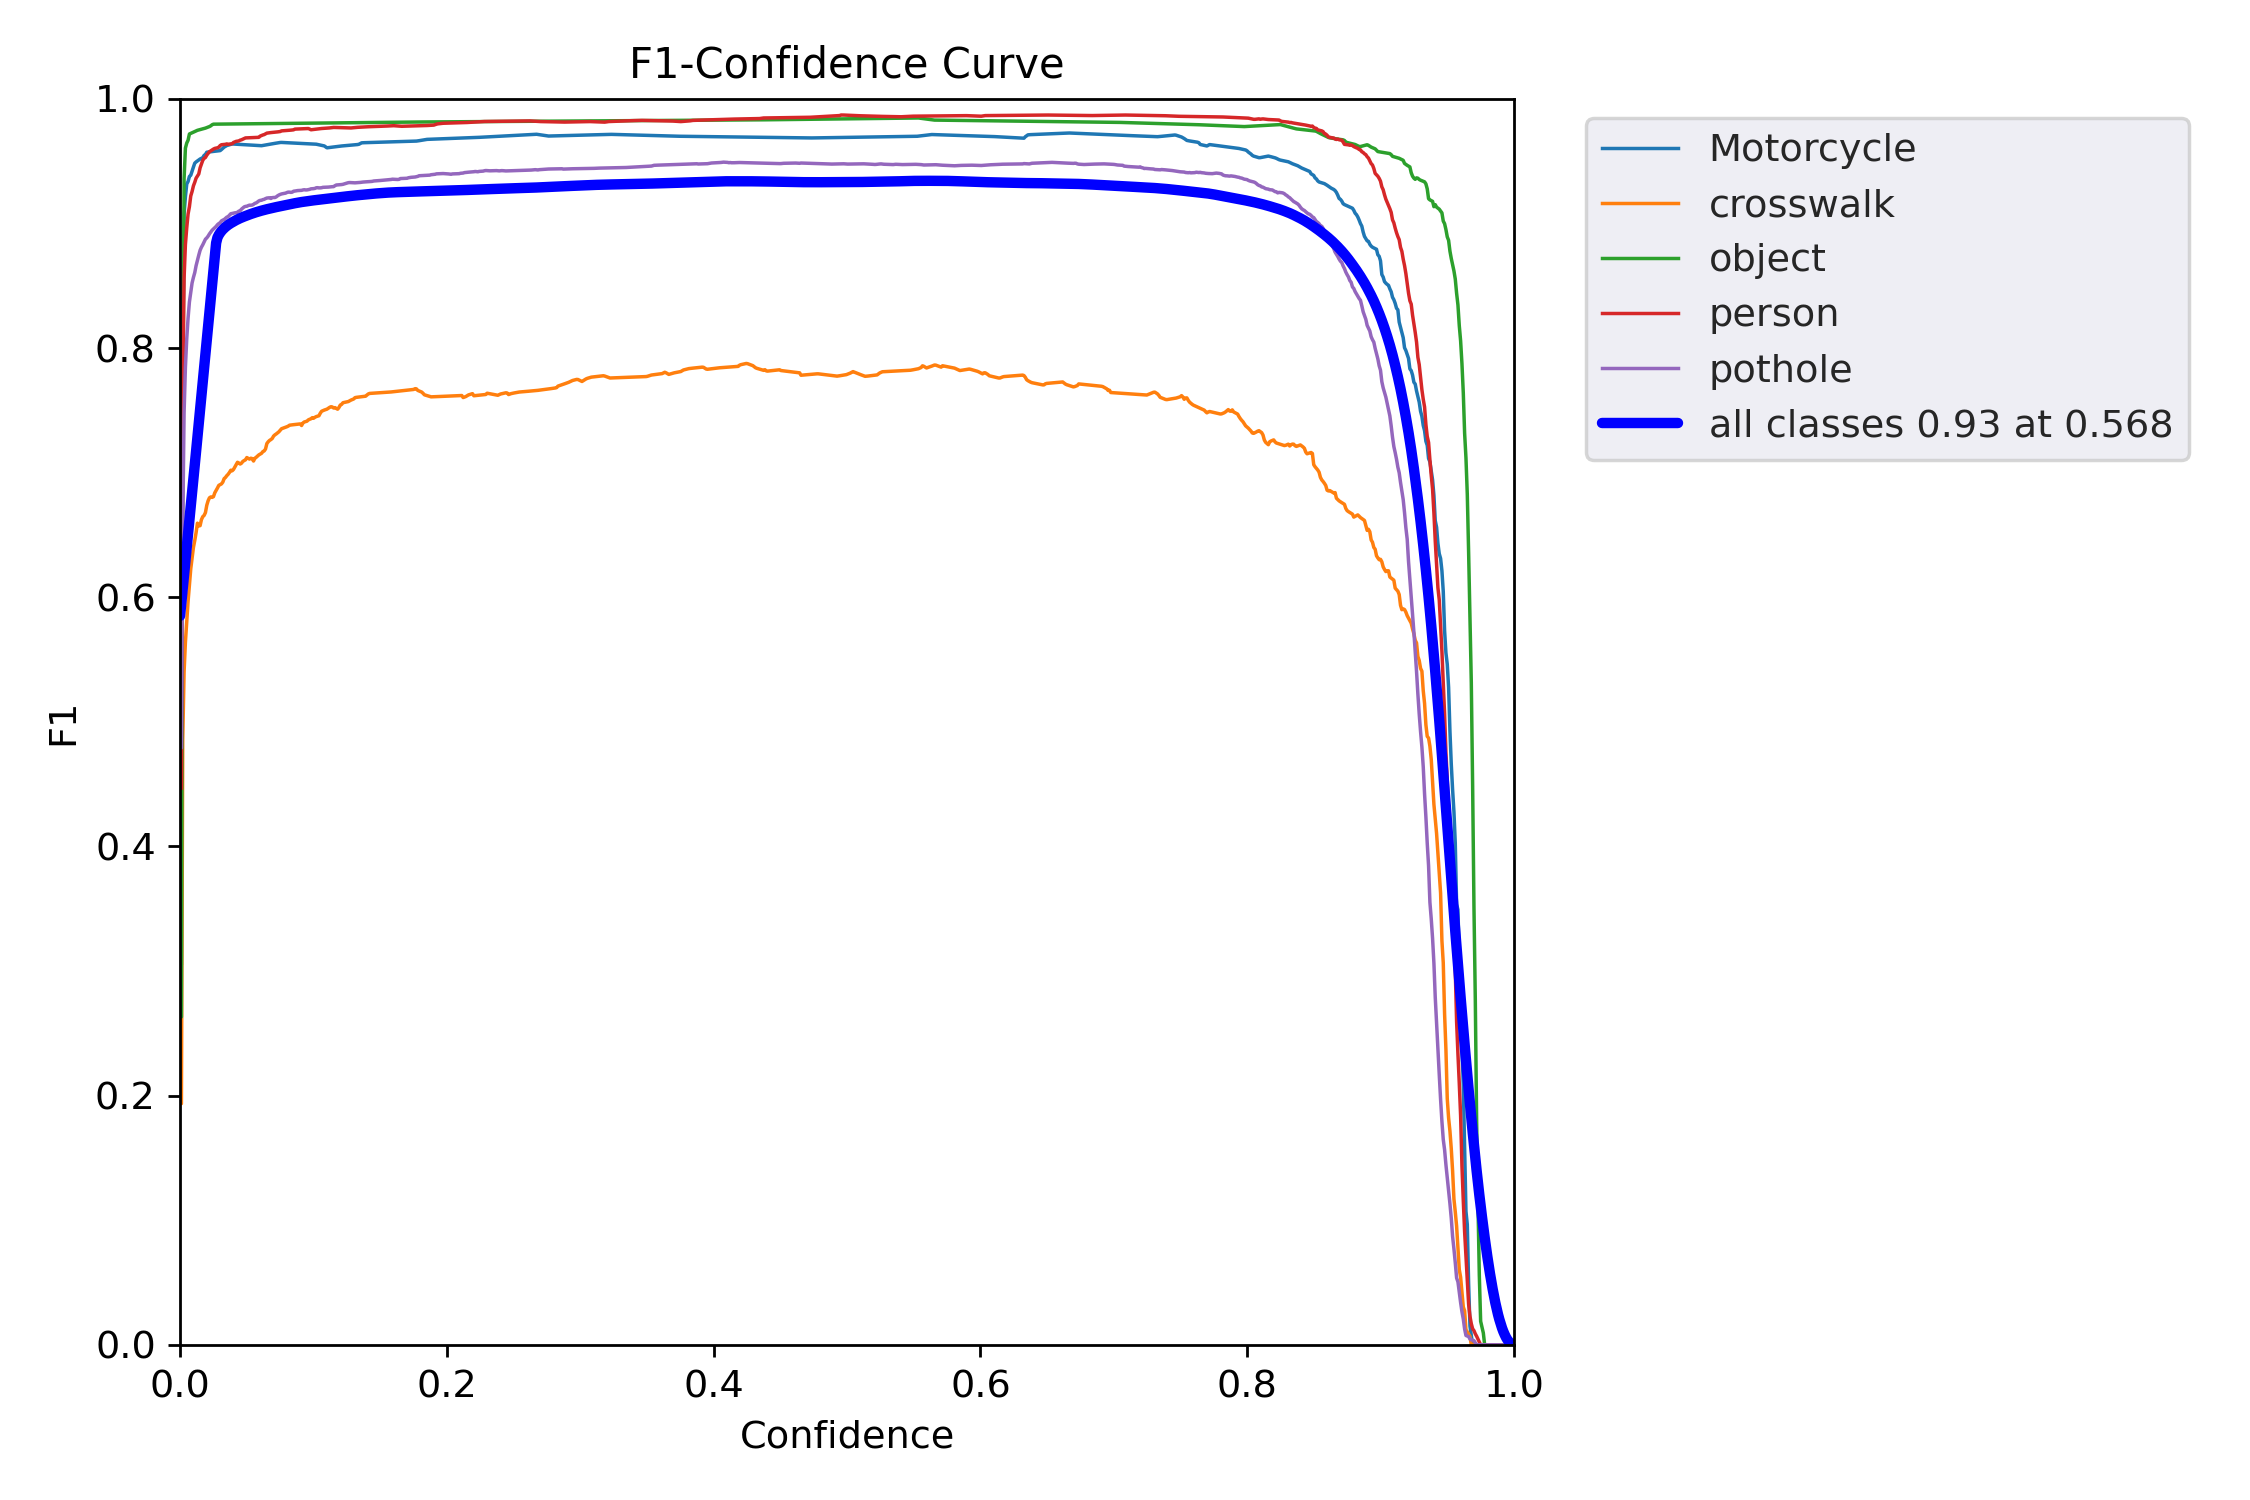 F1-Confidence Curve
1.0
0.8
0.6
0.4
0.2
0.0
F1
0.0 0.2 0.4 0.6 0.8 1.0
Confidence
Motorcycle
crosswalk
object
person
pothole
all classes 0.93 at 0.568